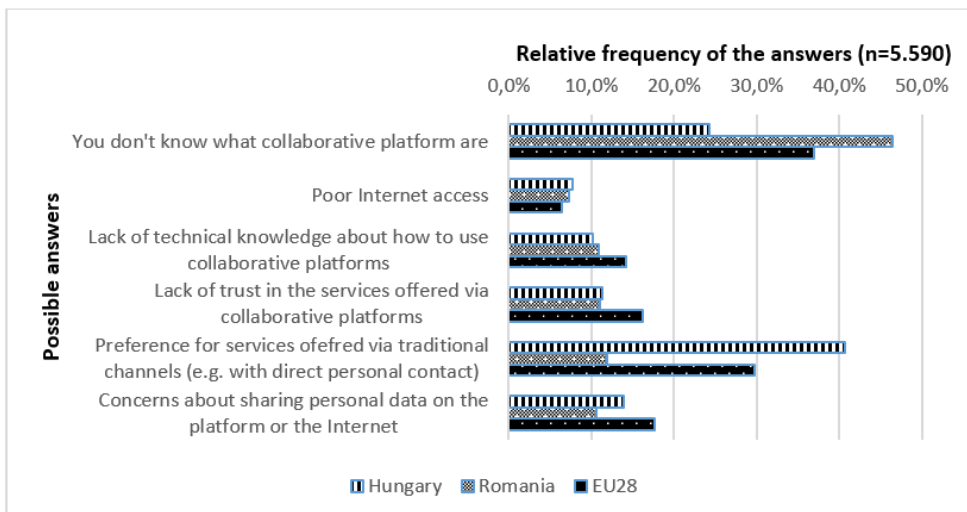 Relative frequency of the answers (n=5.590)
0,0% 10,0% 20,0% 30,0% 40,0% 50,0%
Possible answers
You don't know what collaborative platform are
Poor Internet access
Lack of technical knowledge about how to use
collaborative platforms
Lack of trust in the services offered via
collaborative platforms
Preference for services ofefred via traditional
channels (e.g. with direct personal contact)
Concerns about sharing personal data on the
platform or the Internet
Hungary Romania EU28